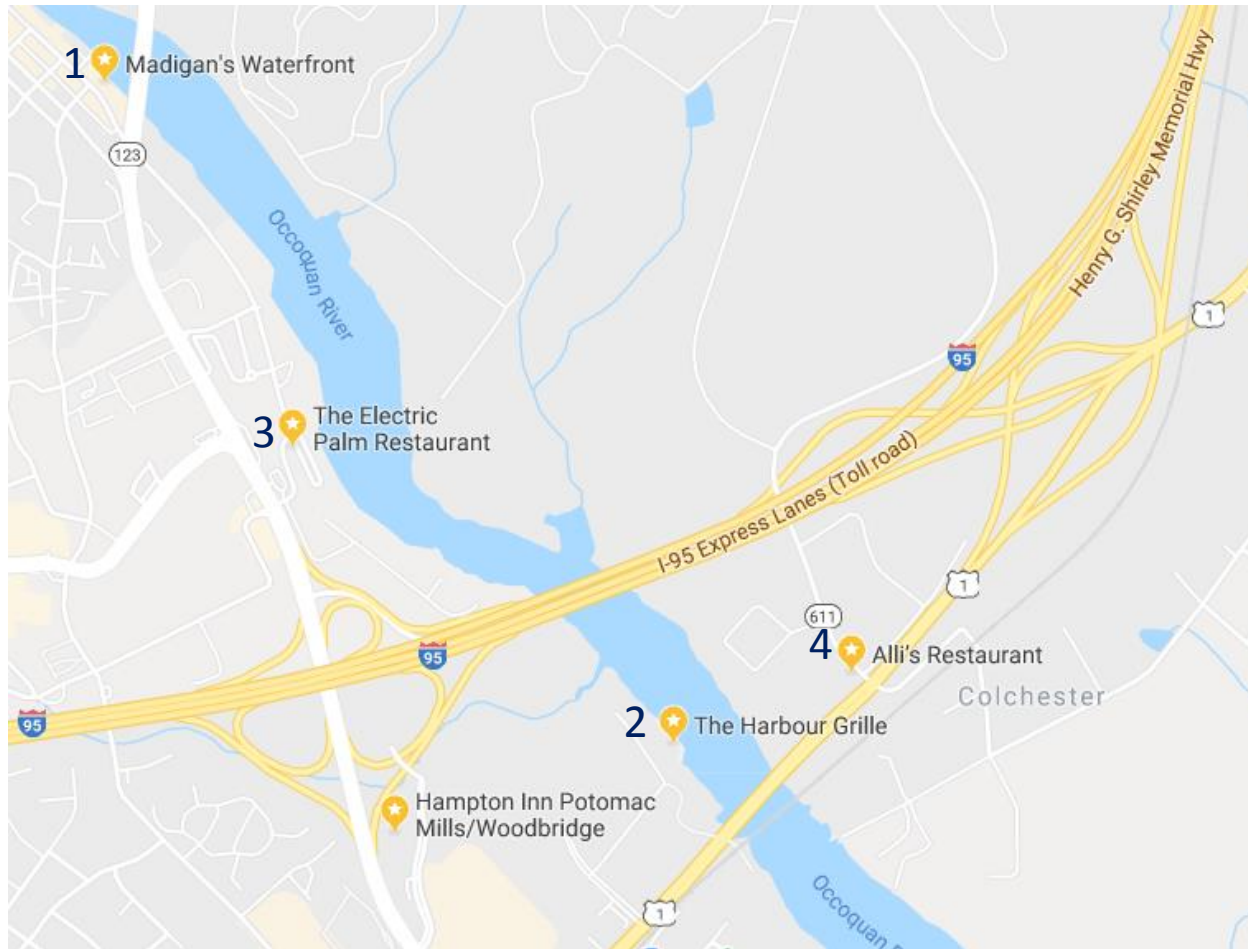 1
Madigan's Waterfront
123
Occoquan River
Henry G. Shirley Memorial Hwy
1
95
3
The Electric
Palm Restaurant
I-95 Express Lanes (Toll road)
1
611
4
Alli's Restaurant
95
Colchester
95
2
The Harbour Grille
Hampton Inn Potomac
Mills/Woodbridge
1
Occoquan